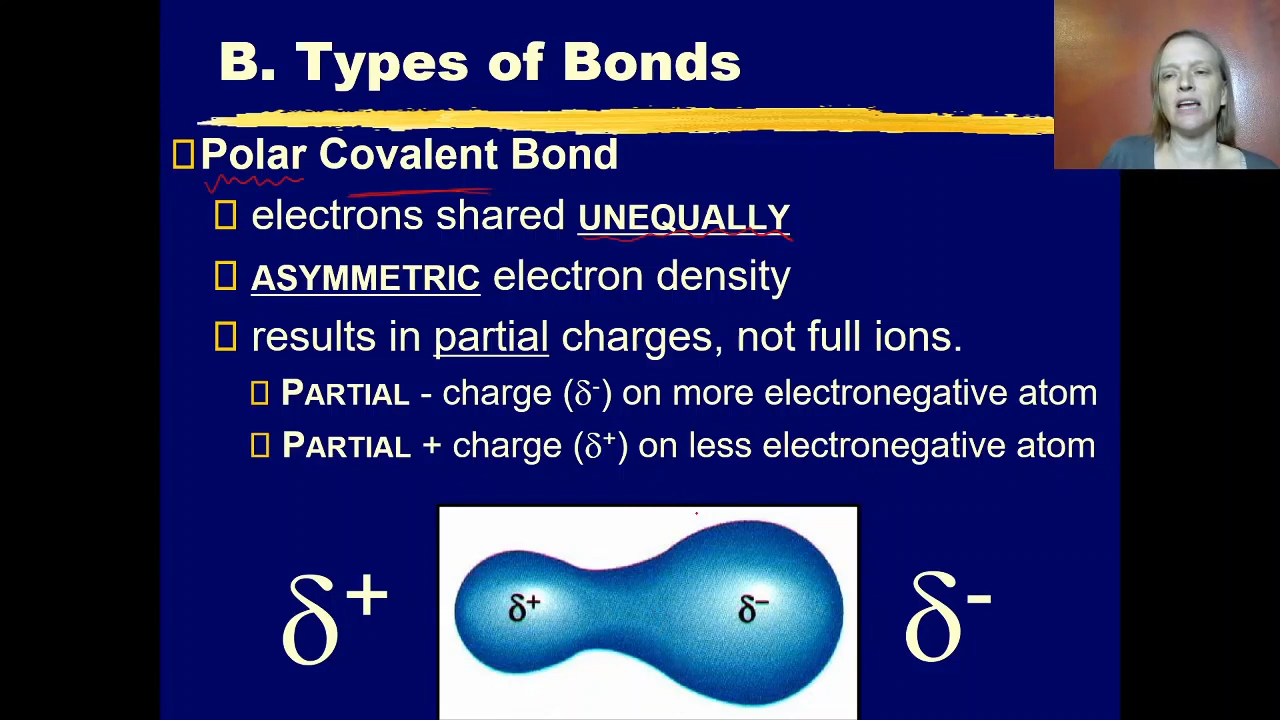 B. Types of Bonds
Polar Covalent Bond
electrons shared UNEQUALLY
ASYMMETRIC electron density
results in partial charges, not full ions.
PARTIAL - charge (δ-) on more electronegative atom
PARTIAL + charge (δ+) on less electronegative atom
δ+ δ+ δ– δ-